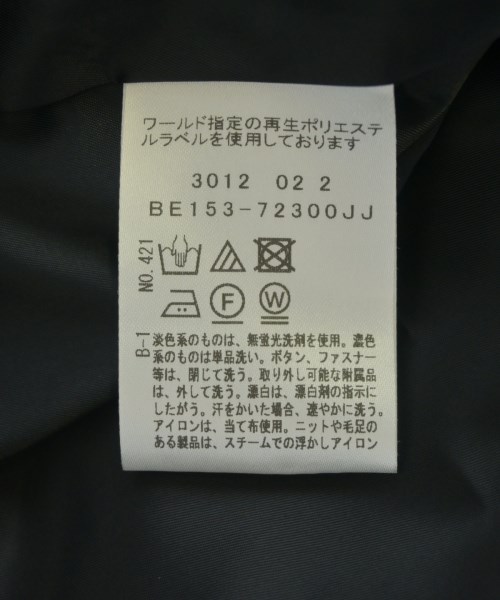 ワールド指定の再生ポリエステ
ルラベルを使用しております
3012 02 2
BE153-72300JJ
NO.421
F
W
B-1
淡色系のものは、無蛍光洗剤を使用。濃色
系のものは単品洗い。ボタン、ファスナー
等は、閉じて洗う。取り外し可能な附属品
は、外して洗う。漂白は、漂白剤の指示に
したがう。汗をかいた場合、速やかに洗う。
アイロンは、当て布使用。ニットや毛足の
ある製品は、スチームでの浮かしアイロン